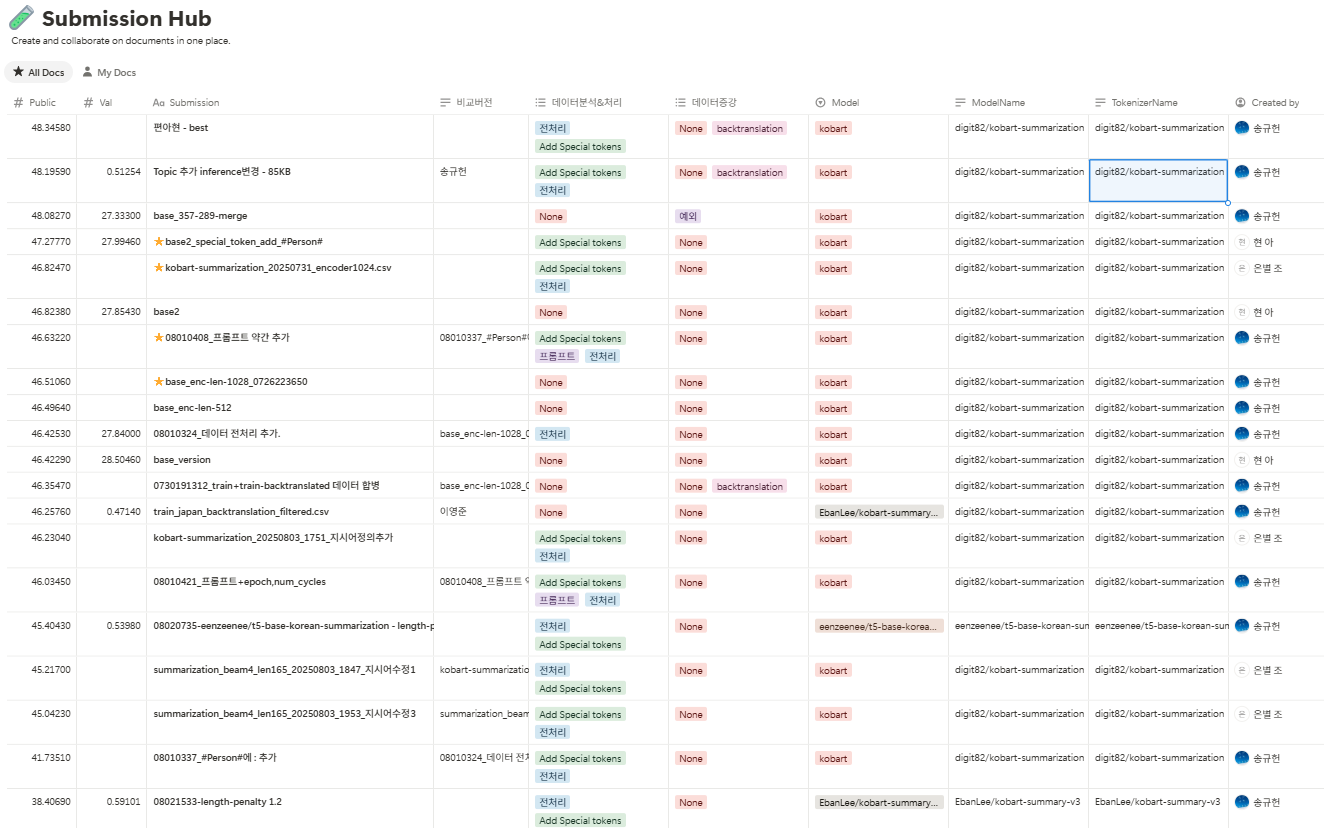 Submission Hub
Create and collaborate on documents in one place.
All Docs My Docs
Public Val Aa Submission 비교버전 데이터분석&처리 데이터증강 Model ModelName TokenizerName Created by
48.34580 편아현 - best 전처리 None backtranslation kobart digit82/kobart-summarization digit82/kobart-summarization 송규헌
Add Special tokens
48.19590 0.51254 Topic 추가 inference변경 - 85KB 송규헌 Add Special tokens None backtranslation kobart digit82/kobart-summarization digit82/kobart-summarization 송규헌
전처리
48.08270 27.33300 base_357-289-merge None 예외 kobart digit82/kobart-summarization digit82/kobart-summarization 송규헌
47.27770 27.99460 base2_special_token_add_#Person# Add Special tokens None kobart digit82/kobart-summarization digit82/kobart-summarization 현 현 아
46.82470 kobart-summarization_20250731_encoder1024.csv Add Special tokens None kobart digit82/kobart-summarization digit82/kobart-summarization 은 은별 조
전처리
46.82380 27.85430 base2 None None kobart digit82/kobart-summarization digit82/kobart-summarization 현 현 아
46.63220 08010408_프롬프트 약간 추가 08010337_#Person# Add Special tokens None kobart digit82/kobart-summarization digit82/kobart-summarization 송규헌
프롬프트 전처리
46.51060 base_enc-len-1028_0726223650 None None kobart digit82/kobart-summarization digit82/kobart-summarization 송규헌
46.49640 base_enc-len-512 None None kobart digit82/kobart-summarization digit82/kobart-summarization 송규헌
46.42530 27.84000 08010324_데이터 전처리 추가. base_enc-len-1028_0 전처리 None kobart digit82/kobart-summarization digit82/kobart-summarization 송규헌
46.42290 28.50460 base_version None None kobart digit82/kobart-summarization digit82/kobart-summarization 현 현 아
46.35470 0730191312_train+train-backtranslated 데이터 합병 base_enc-len-1028_0 None None backtranslation kobart digit82/kobart-summarization digit82/kobart-summarization 송규헌
46.25760 0.47140 train_japan_backtranslation_filtered.csv 이영준 None None EbanLee/kobart-summary... digit82/kobart-summarization digit82/kobart-summarization 송규헌
46.23040 kobart-summarization_20250803_1751_지시어정의추가 Add Special tokens None kobart digit82/kobart-summarization digit82/kobart-summarization 은 은별 조
전처리
46.03450 08010421_프롬프트+epoch,num_cycles 08010408_프롬프트 Add Special tokens None kobart digit82/kobart-summarization digit82/kobart-summarization 송규헌
프롬프트 전처리
45.40430 0.53980 08020735-eenzeenee/t5-base-korean-summarization - length-p 전처리 None eenzeenee/t5-base-korea... eenzeenee/t5-base-korean-sum eenzeenee/t5-base-korean-sum 송규헌
Add Special tokens
45.21700 summarization_beam4_len165_20250803_1847_지시어수정1 kobart-summarizatio 전처리 None kobart digit82/kobart-summarization digit82/kobart-summarization 은 은별 조
Add Special tokens
45.04230 summarization_beam4_len165_20250803_1953_지시어수정3 summarization_beam Add Special tokens None kobart digit82/kobart-summarization digit82/kobart-summarization 은 은별 조
전처리
41.73510 08010337_#Person#에 : 추가 08010324_데이터 전 Add Special tokens None kobart digit82/kobart-summarization digit82/kobart-summarization 송규헌
전처리
38.40690 0.59101 08021533-length-penalty 1.2 전처리 None EbanLee/kobart-summary... EbanLee/kobart-summary-v3 EbanLee/kobart-summary-v3 송규헌
Add Special tokens